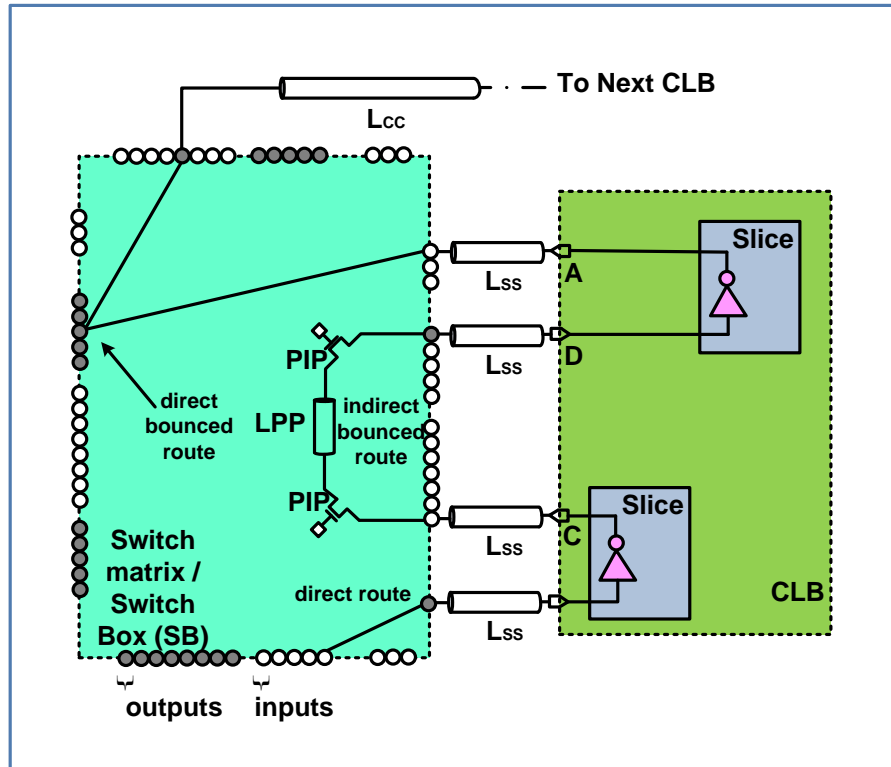 To Next CLB
LCC
Slice
LSS
A
PIP
LSS
D
direct
bounced
route
LPP
indirect
bounced
route
PIP
Slice
LSS
C
Switch
matrix /
Switch
Box (SB)
direct route
LSS
CLB
outputs
inputs